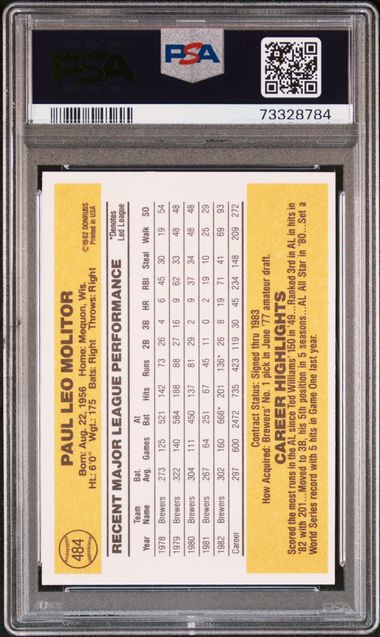 PSA
PSA
73328784
484
PAUL LEO MOLITOR
Born: Aug. 22, 1956 Home: Mequon, Wis.
Ht.: 6'0" Wgt.: 175 Bats: Right Throws: Right
©1982 DONRUSS
Printed in USA
RECENT MAJOR LEAGUE PERFORMANCE
*Denotes
Led League
Year Team Name Bat. Avg. Games At Bat Hits Runs 2B 3B HR RBI Steal Walk SO
1978 Brewers .273 125 521 142 73 26 4 6 45 30 19 54
1979 Brewers .322 140 584 188 88 27 16 9 62 33 48 48
1980 Brewers .304 111 450 137 81 29 2 9 37 34 48 48
1981 Brewers .267 64 251 67 45 11 0 2 19 10 25 29
1982 Brewers .302 160 666* 201 136* 26 8 19 71 41 69 93
Career .297 600 2472 735 423 119 30 45 234 148 209 272
Contract Status: Signed thru 1983
How Acquired: Brewers' No. 1 pick in June '77 amateur draft.
CAREER HIGHLIGHTS
Scored the most runs in the AL since Ted Williams' 150 in '49...Ranked 3rd in AL in hits in
'82 with 201...Moved to 3B, his 5th position in 5 seasons...AL All Star in '80...Set a
World Series record with 5 hits in Game One last year.